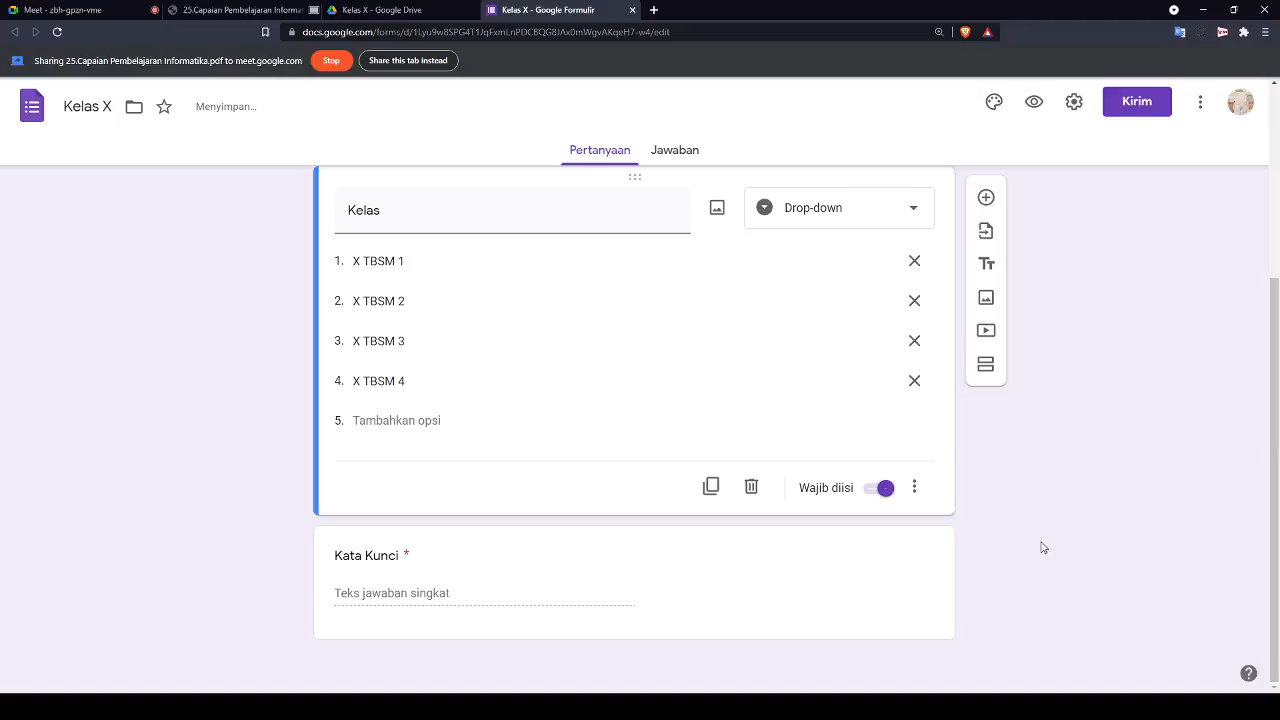 Meet - zbh-gpzn-vme
25.Capaian Pembelajaran Informat
Kelas X - Google Drive
Kelas X - Google Formulir
docs.google.com/forms/d/1Lyu9w8SPG4T1JqFxmLnPDCBQG8JAx0mWgvAKqeH7-w4/edit
Sharing 25.Capaian Pembelajaran Informatika.pdf to meet.google.com
Stop
Share this tab instead
Kelas X
Menyimpan...
Kirim
Pertanyaan
Jawaban
Kelas
Drop-down
1. X TBSM 1
2. X TBSM 2
3. X TBSM 3
4. X TBSM 4
5. Tambahkan opsi
Wajib diisi
Kata Kunci *
Teks jawaban singkat